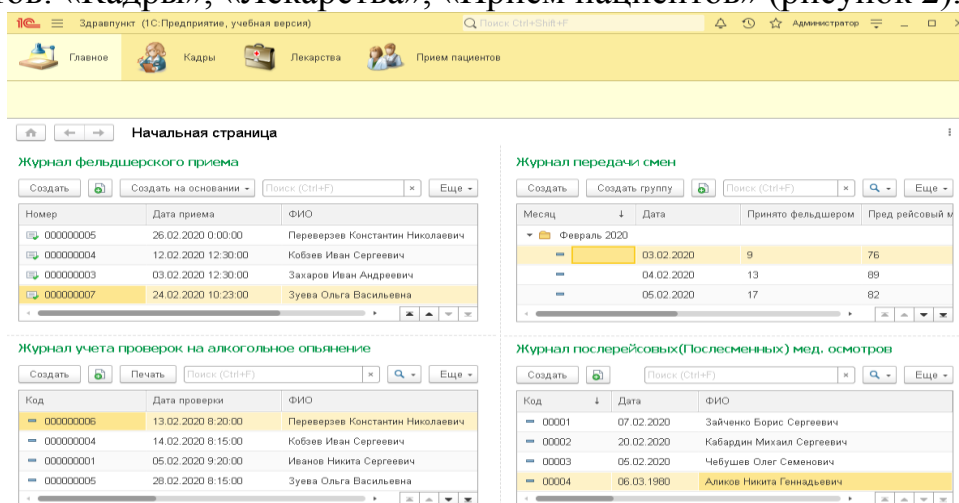 тов: «Кадры», «Лекарства», «Прием пациентов» (рисунок 2).
1С Здравпункт (1С:Предприятие, учебная версия) Поиск Ctrl+Shift+F Администратор
Главное Кадры Лекарства Прием пациентов
Начальная страница
Журнал фельдшерского приема
Создать Создать на основании Поиск (Ctrl+F) × Еще
Номер Дата приема ФИО
000000005 26.02.2020 0:00:00 Переверзев Константин Николаевич
000000004 12.02.2020 12:30:00 Кобзев Иван Сергеевич
000000003 03.02.2020 12:30:00 Захаров Иван Андреевич
000000007 24.02.2020 10:23:00 Зуева Ольга Васильевна
Журнал передачи смен
Создать Создать группу Поиск (Ctrl+F) × Еще
Месяц ↓ Дата Принято фельдшером Пред рейсовый м
Февраль 2020
03.02.2020 9 76
04.02.2020 13 89
05.02.2020 17 82
Журнал учета проверок на алкогольное опьянение
Создать Печать Поиск (Ctrl+F) × Еще
Код Дата проверки ФИО
000000006 13.02.2020 8:20:00 Переверзев Константин Николаевич
000000004 14.02.2020 8:15:00 Кобзев Иван Сергеевич
000000001 05.02.2020 9:20:00 Иванов Никита Сергеевич
000000005 28.02.2020 8:15:00 Зуева Ольга Васильевна
Журнал послерейсовых(Послесменных) мед. осмотров
Создать Поиск (Ctrl+F) × Еще
Код ↓ Дата ФИО
00001 07.02.2020 Зайченко Борис Сергеевич
00002 20.02.2020 Кабардин Михаил Сергеевич
00003 05.02.2020 Чебушев Олег Семенович
00004 06.03.1980 Аликов Никита Геннадьевич